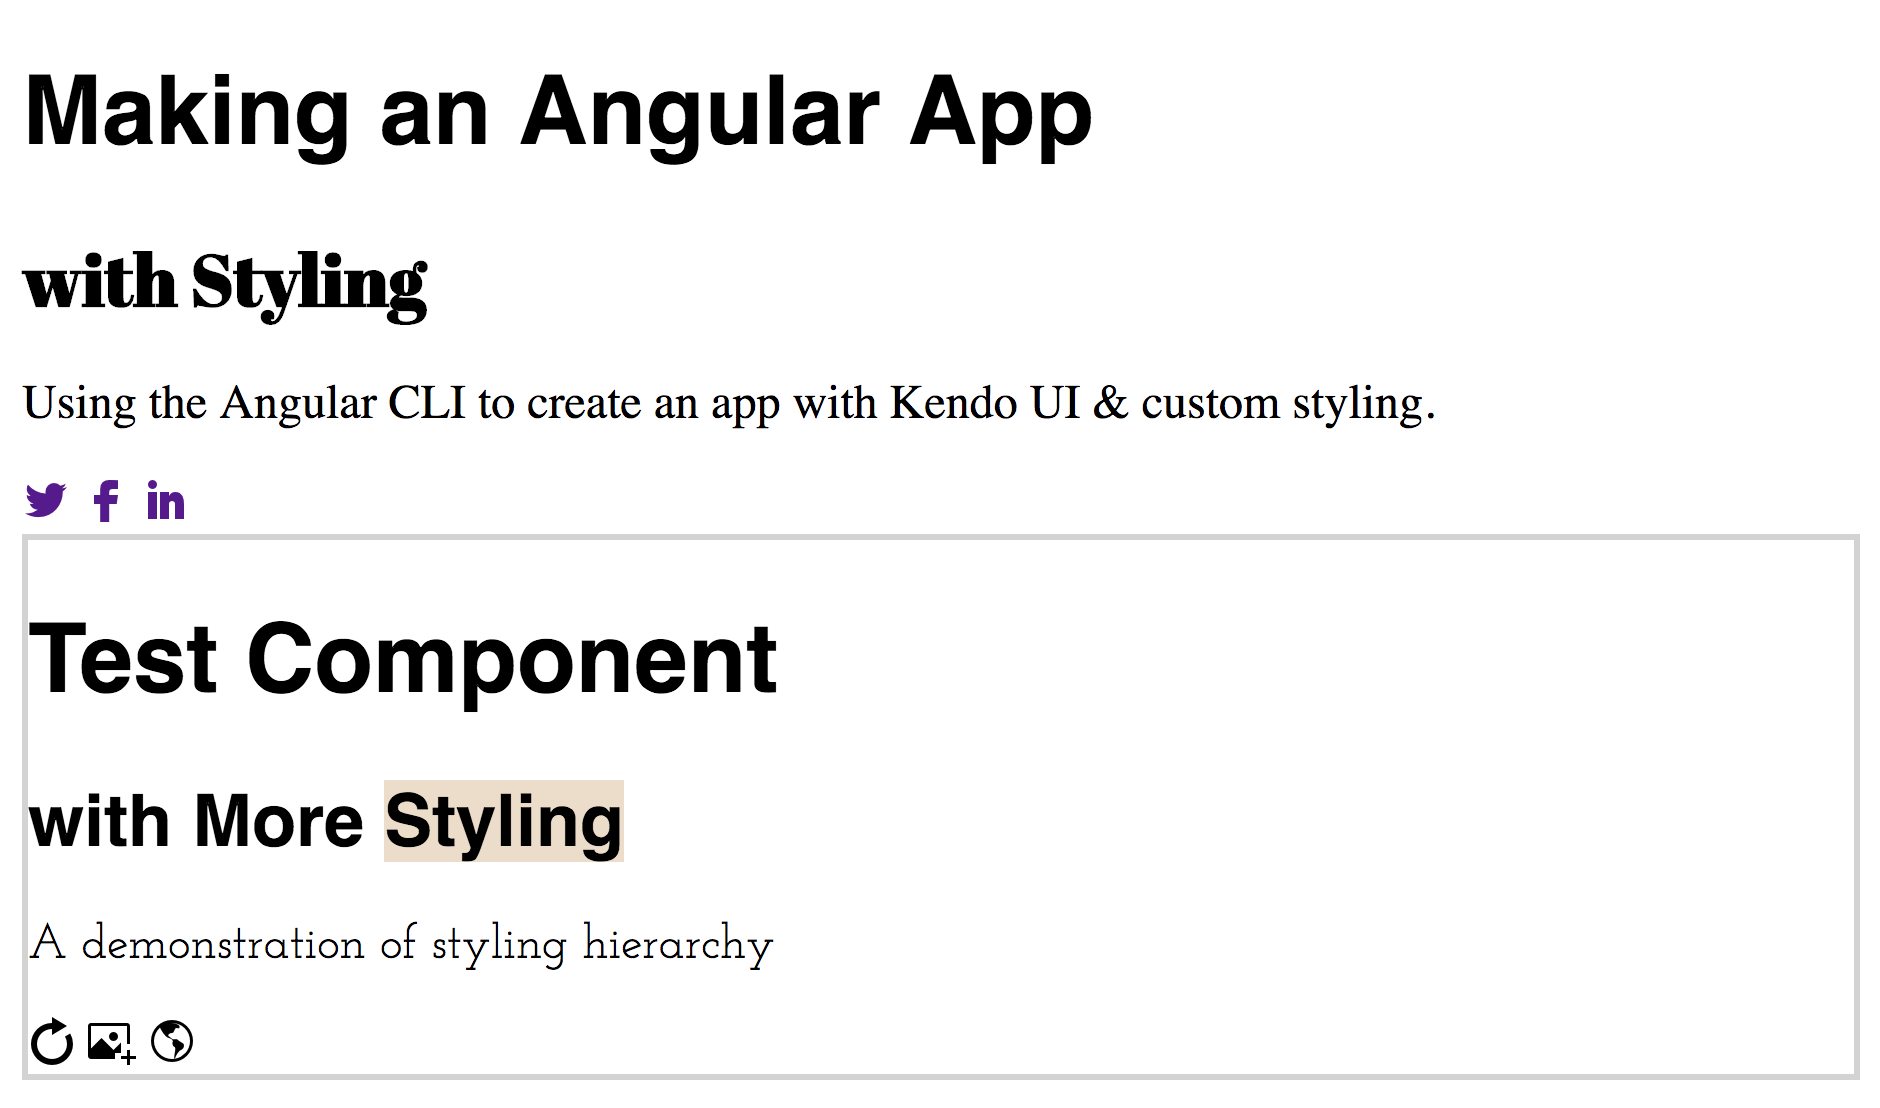 Making an Angular App
with Styling
Using the Angular CLI to create an app with Kendo UI & custom styling.
Test Component
with More Styling
A demonstration of styling hierarchy